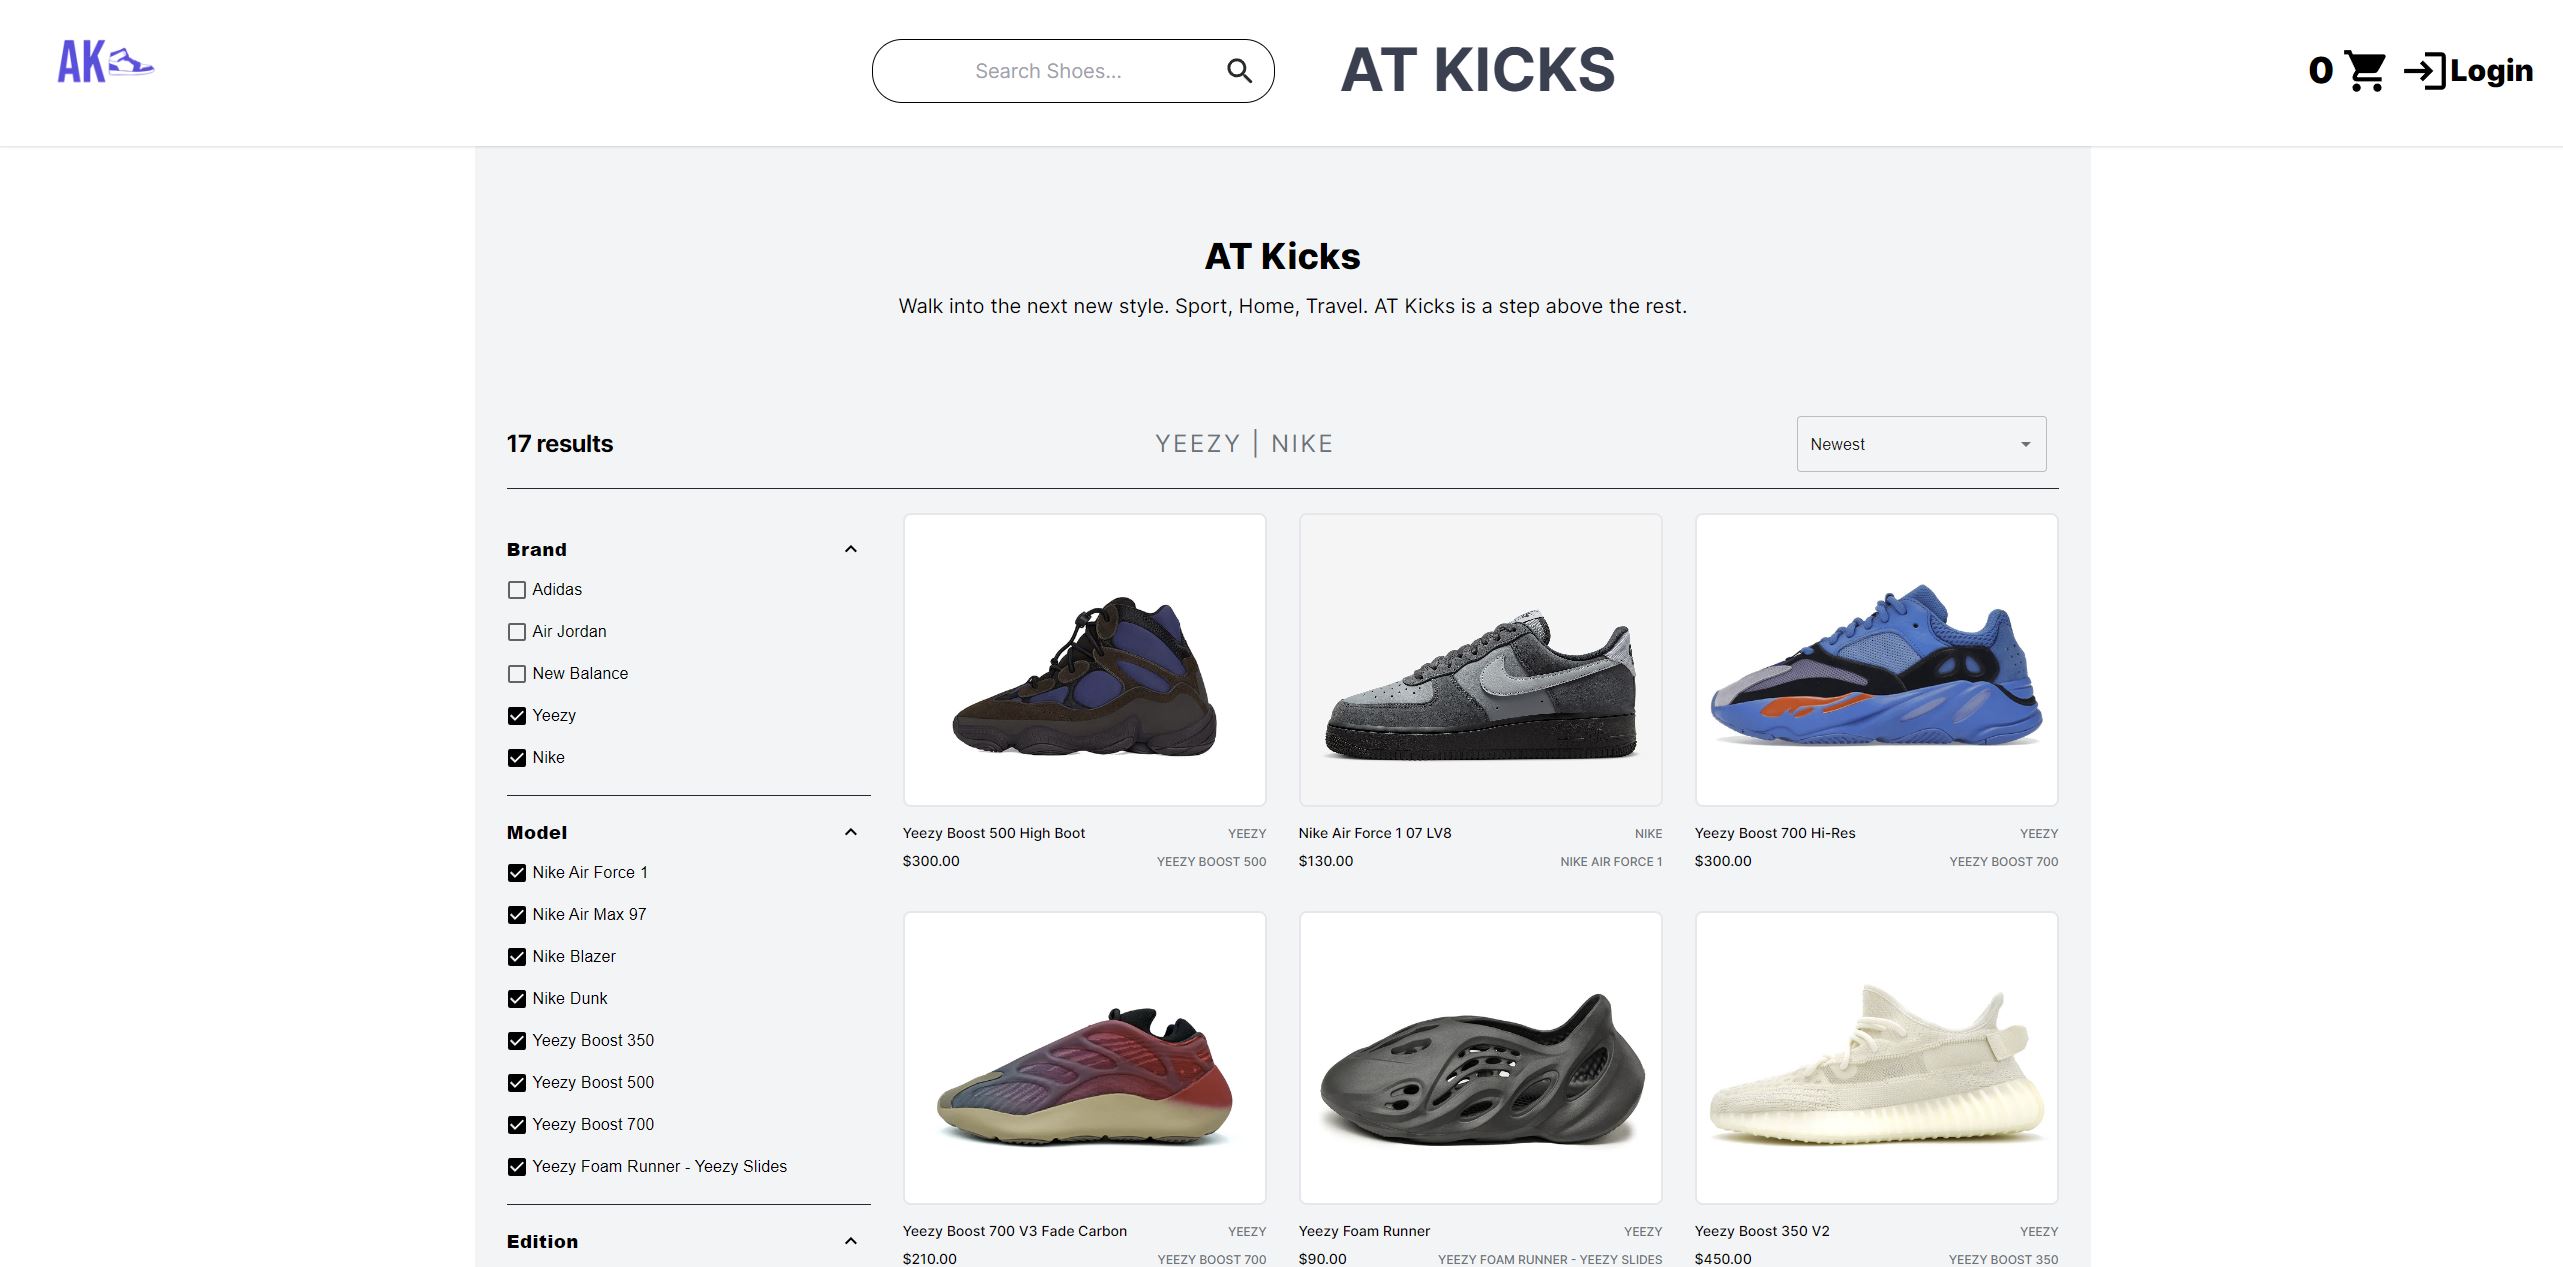 AK
Search Shoes...
AT KICKS
0
Login
AT Kicks
Walk into the next new style. Sport, Home, Travel. AT Kicks is a step above the rest.
17 results
YEEZY | NIKE
Newest
Brand
Adidas
Air Jordan
New Balance
Yeezy
Nike
Model
Nike Air Force 1
Nike Air Max 97
Nike Blazer
Nike Dunk
Yeezy Boost 350
Yeezy Boost 500
Yeezy Boost 700
Yeezy Foam Runner - Yeezy Slides
Edition
Yeezy Boost 500 High Boot YEEZY
$300.00 YEEZY BOOST 500
Nike Air Force 1 07 LV8 NIKE
$130.00 NIKE AIR FORCE 1
Yeezy Boost 700 Hi-Res YEEZY
$300.00 YEEZY BOOST 700
Yeezy Boost 700 V3 Fade Carbon YEEZY
$210.00 YEEZY BOOST 700
Yeezy Foam Runner YEEZY
$90.00 YEEZY FOAM RUNNER - YEEZY SLIDES
Yeezy Boost 350 V2 YEEZY
$450.00 YEEZY BOOST 350